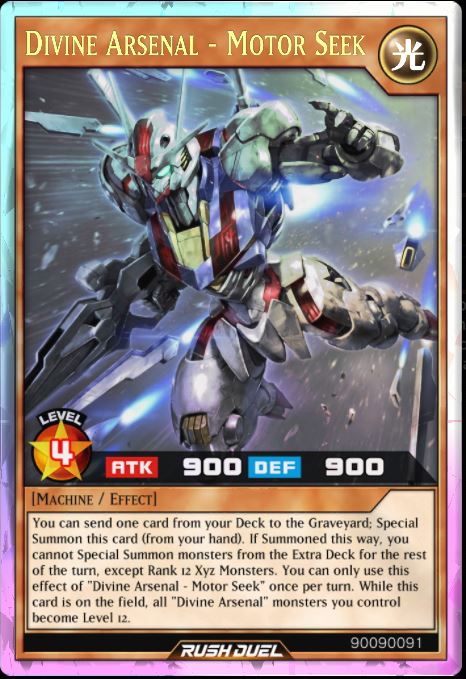 Divine Arsenal - Motor Seek
光
LEVEL
4
ATK 900 DEF 900
[Machine / Effect]
You can send one card from your Deck to the Graveyard; Special
Summon this card (from your hand). If Summoned this way, you
cannot Special Summon monsters from the Extra Deck for the rest
of the turn, except Rank 12 Xyz Monsters. You can only use this
effect of "Divine Arsenal - Motor Seek" once per turn. While this
card is on the field, all "Divine Arsenal" monsters you control
become Level 12.
90090091
RUSH DUEL